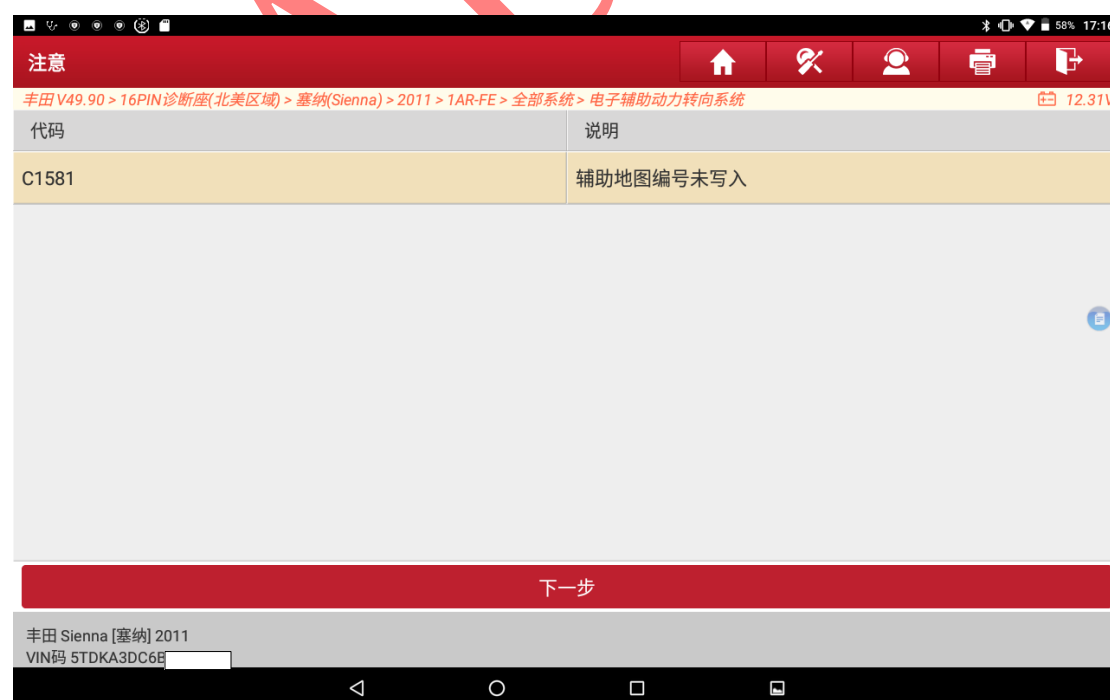 58% 17:16
注意
丰田 V49.90 > 16PIN诊断座(北美区域) > 塞纳(Sienna) > 2011 > 1AR-FE > 全部系统 > 电子辅助动力转向系统 12.31V
代码 说明
C1581 辅助地图编号未写入
下一步
丰田 Sienna [塞纳] 2011
VIN码 5TDKA3DC6B